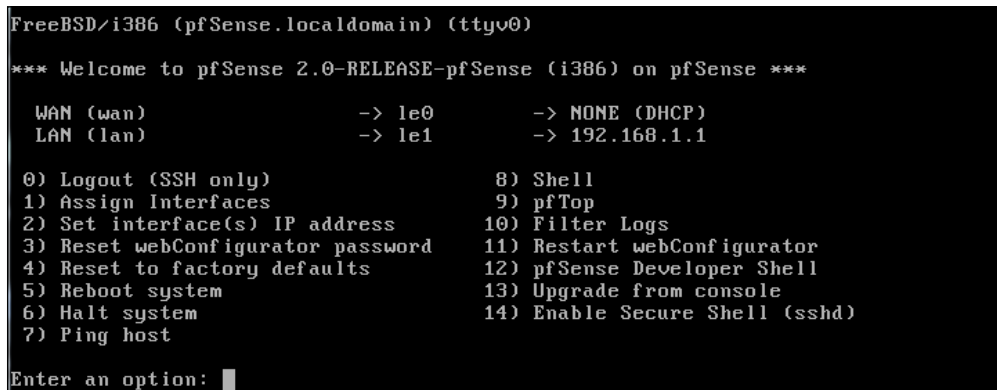 FreeBSD/i386 (pfSense.localdomain) (ttyv0)
*** Welcome to pfSense 2.0-RELEASE-pfSense (i386) on pfSense ***
WAN (wan) -> le0 -> NONE (DHCP)
LAN (lan) -> le1 -> 192.168.1.1
0) Logout (SSH only) 8) Shell
1) Assign Interfaces 9) pfTop
2) Set interface(s) IP address 10) Filter Logs
3) Reset webConfigurator password 11) Restart webConfigurator
4) Reset to factory defaults 12) pfSense Developer Shell
5) Reboot system 13) Upgrade from console
6) Halt system 14) Enable Secure Shell (sshd)
7) Ping host
Enter an option: